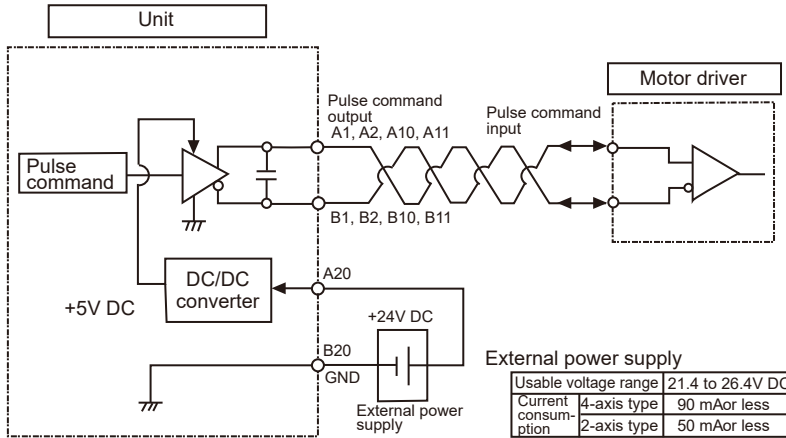 Unit
Motor driver
Pulse command
output
A1, A2, A10, A11
Pulse command
input
Pulse
command
B1, B2, B10, B11
DC/DC
converter
A20
+5V DC
+24V DC
B20
GND
External power
supply
External power supply
Usable voltage range 21.4 to 26.4V DC
Current
consum-
ption
4-axis type 90 mAor less
2-axis type 50 mAor less